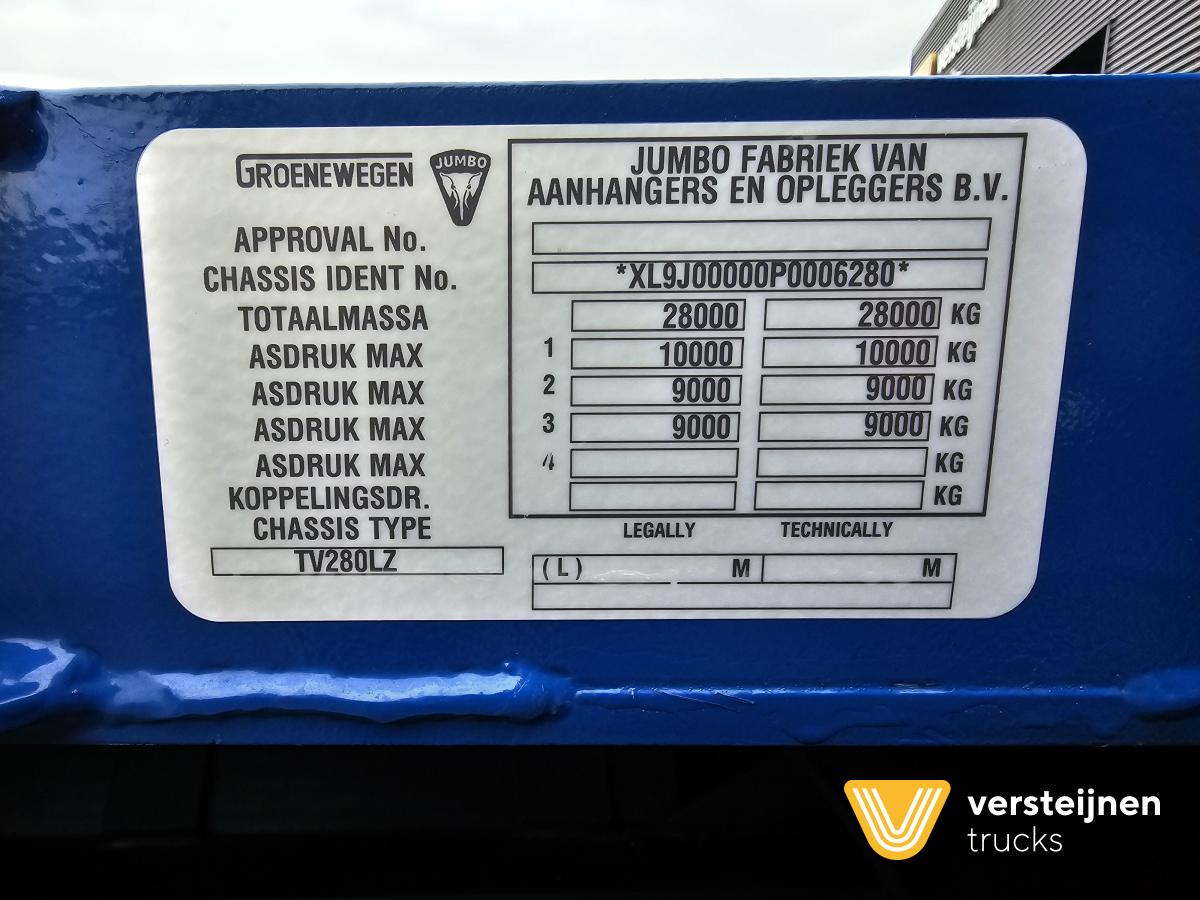 GROENEWEGEN
JUMBO
JUMBO FABRIEK VAN
AANHANGERS EN OPLEGGERS B.V.
APPROVAL No.
CHASSIS IDENT No. *XL9J00000P0006280*
TOTAALMASSA 28000 28000 KG
ASDRUK MAX 1 10000 10000 KG
ASDRUK MAX 2 9000 9000 KG
ASDRUK MAX 3 9000 9000 KG
ASDRUK MAX 4 KG
KOPPELINGSDR. KG
CHASSIS TYPE LEGALLY TECHNICALLY
TV280LZ (L) M M
versteijnen
trucks